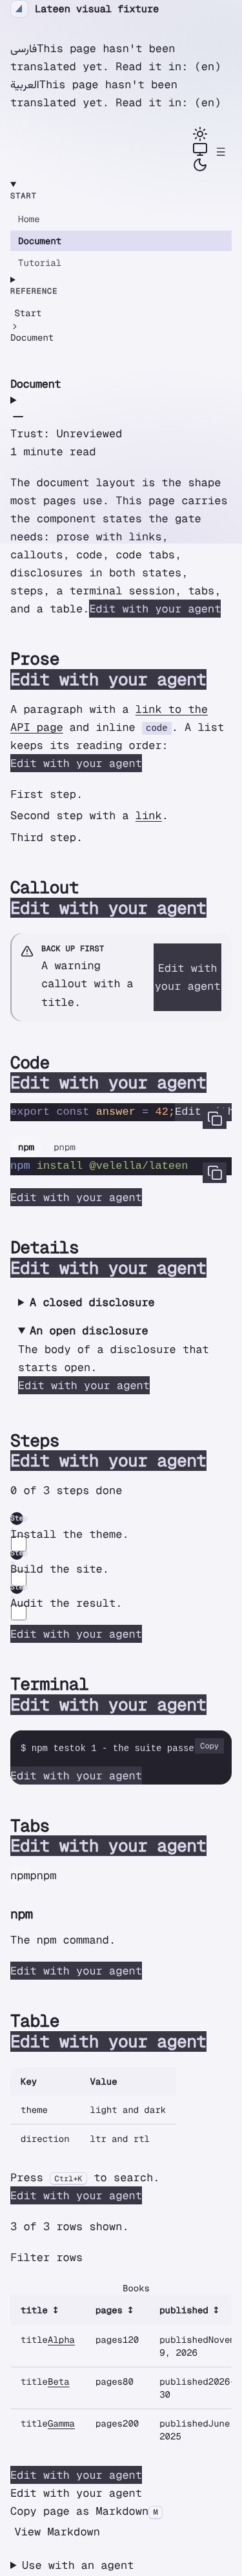 Lateen visual fixture
فارسیThis page hasn't been
translated yet. Read it in: (en)
العربيةThis page hasn't been
translated yet. Read it in: (en)
START
Home
Document
Tutorial
REFERENCE
Start
›
Document
Document
—
Trust: Unreviewed
1 minute read
The document layout is the shape
most pages use. This page carries
the component states the gate
needs: prose with links,
callouts, code, code tabs,
disclosures in both states,
steps, a terminal session, tabs,
and a table.Edit with your agent
Prose
Edit with your agent
A paragraph with a link to the
API page and inline code. A list
keeps its reading order:
Edit with your agent
First step.
Second step with a link.
Third step.
Callout
Edit with your agent
BACK UP FIRST
A warning
callout with a
title.
Edit with
your agent
Code
Edit with your agent
export const answer = 42;Edit
npm pnpm
npm install @velela/lateen
Edit with your agent
Details
Edit with your agent
A closed disclosure
An open disclosure
The body of a disclosure that
starts open.
Edit with your agent
Steps
Edit with your agent
0 of 3 steps done
Install the theme.
Build the site.
Audit the result.
Edit with your agent
Terminal
Edit with your agent
$ npm testok 1 - the suite passe
Copy
Edit with your agent
Tabs
Edit with your agent
npmpnpm
npm
The npm command.
Edit with your agent
Table
Edit with your agent
Key Value
theme light and dark
direction ltr and rtl
Press Ctrl+K to search.
Edit with your agent
3 of 3 rows shown.
Filter rows
Books
title ↕ pages ↕ published ↕
titleAlpha pages120 publishedNovem
9, 2026
titleBeta pages80 published2026-
30
titleGamma pages200 publishedJune
2025
Edit with your agent
Edit with your agent
Copy page as Markdown M
View Markdown
Use with an agent